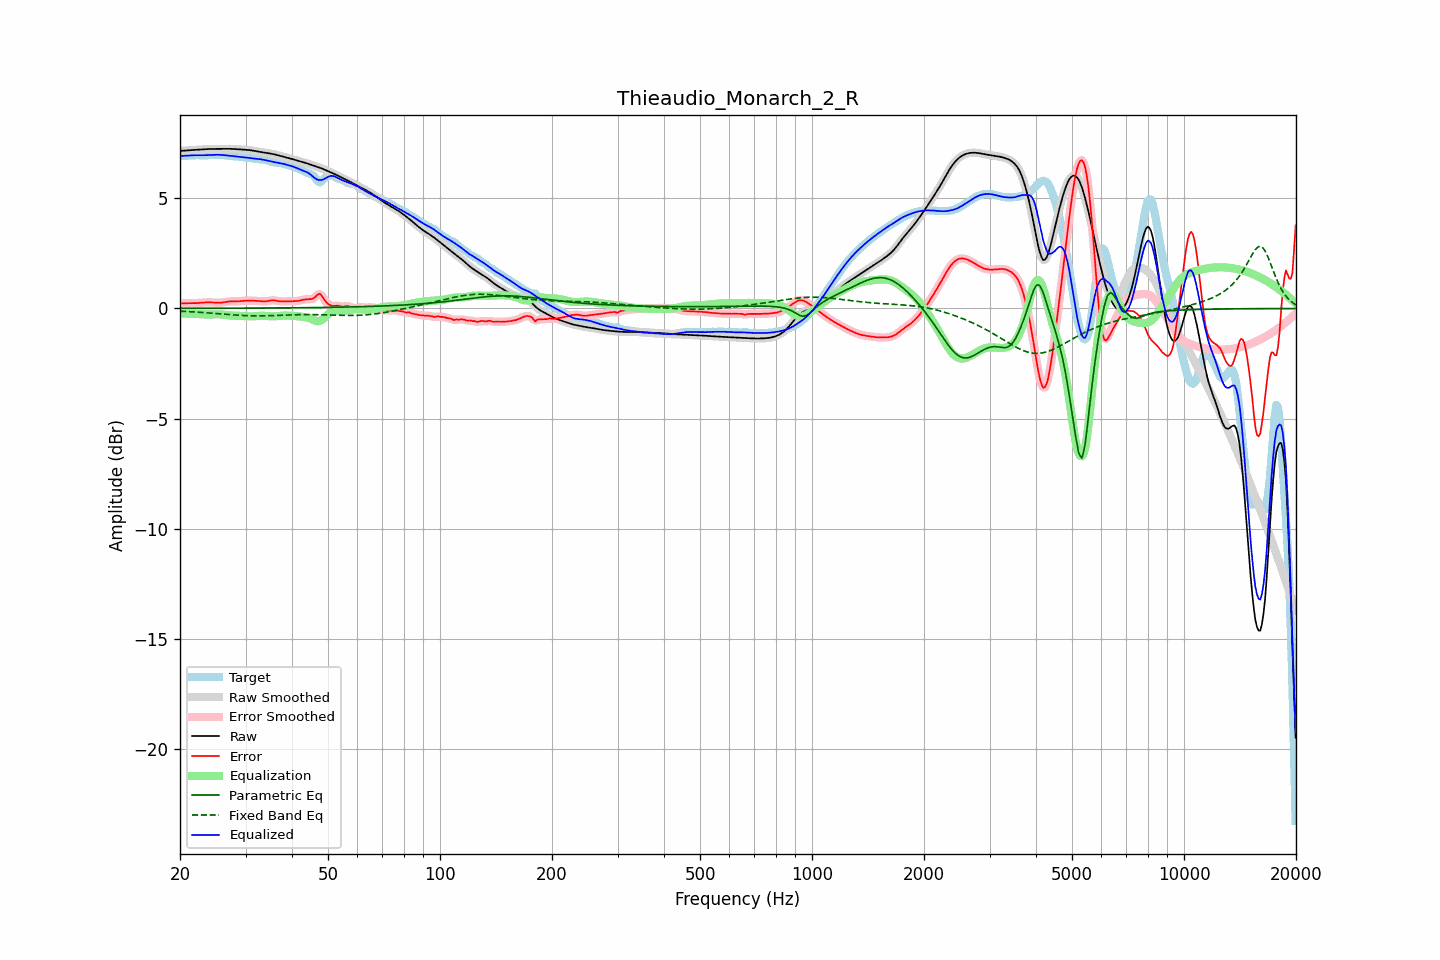 Thieaudio_Monarch_2_R
Amplitude (dBr)
5
0
−5
−10
−15
−20
Target
Raw Smoothed
Error Smoothed
Raw
Error
Equalization
Parametric Eq
Fixed Band Eq
Equalized
20 50 100 200 500 1000 2000 5000 10000 20000
Frequency (Hz)